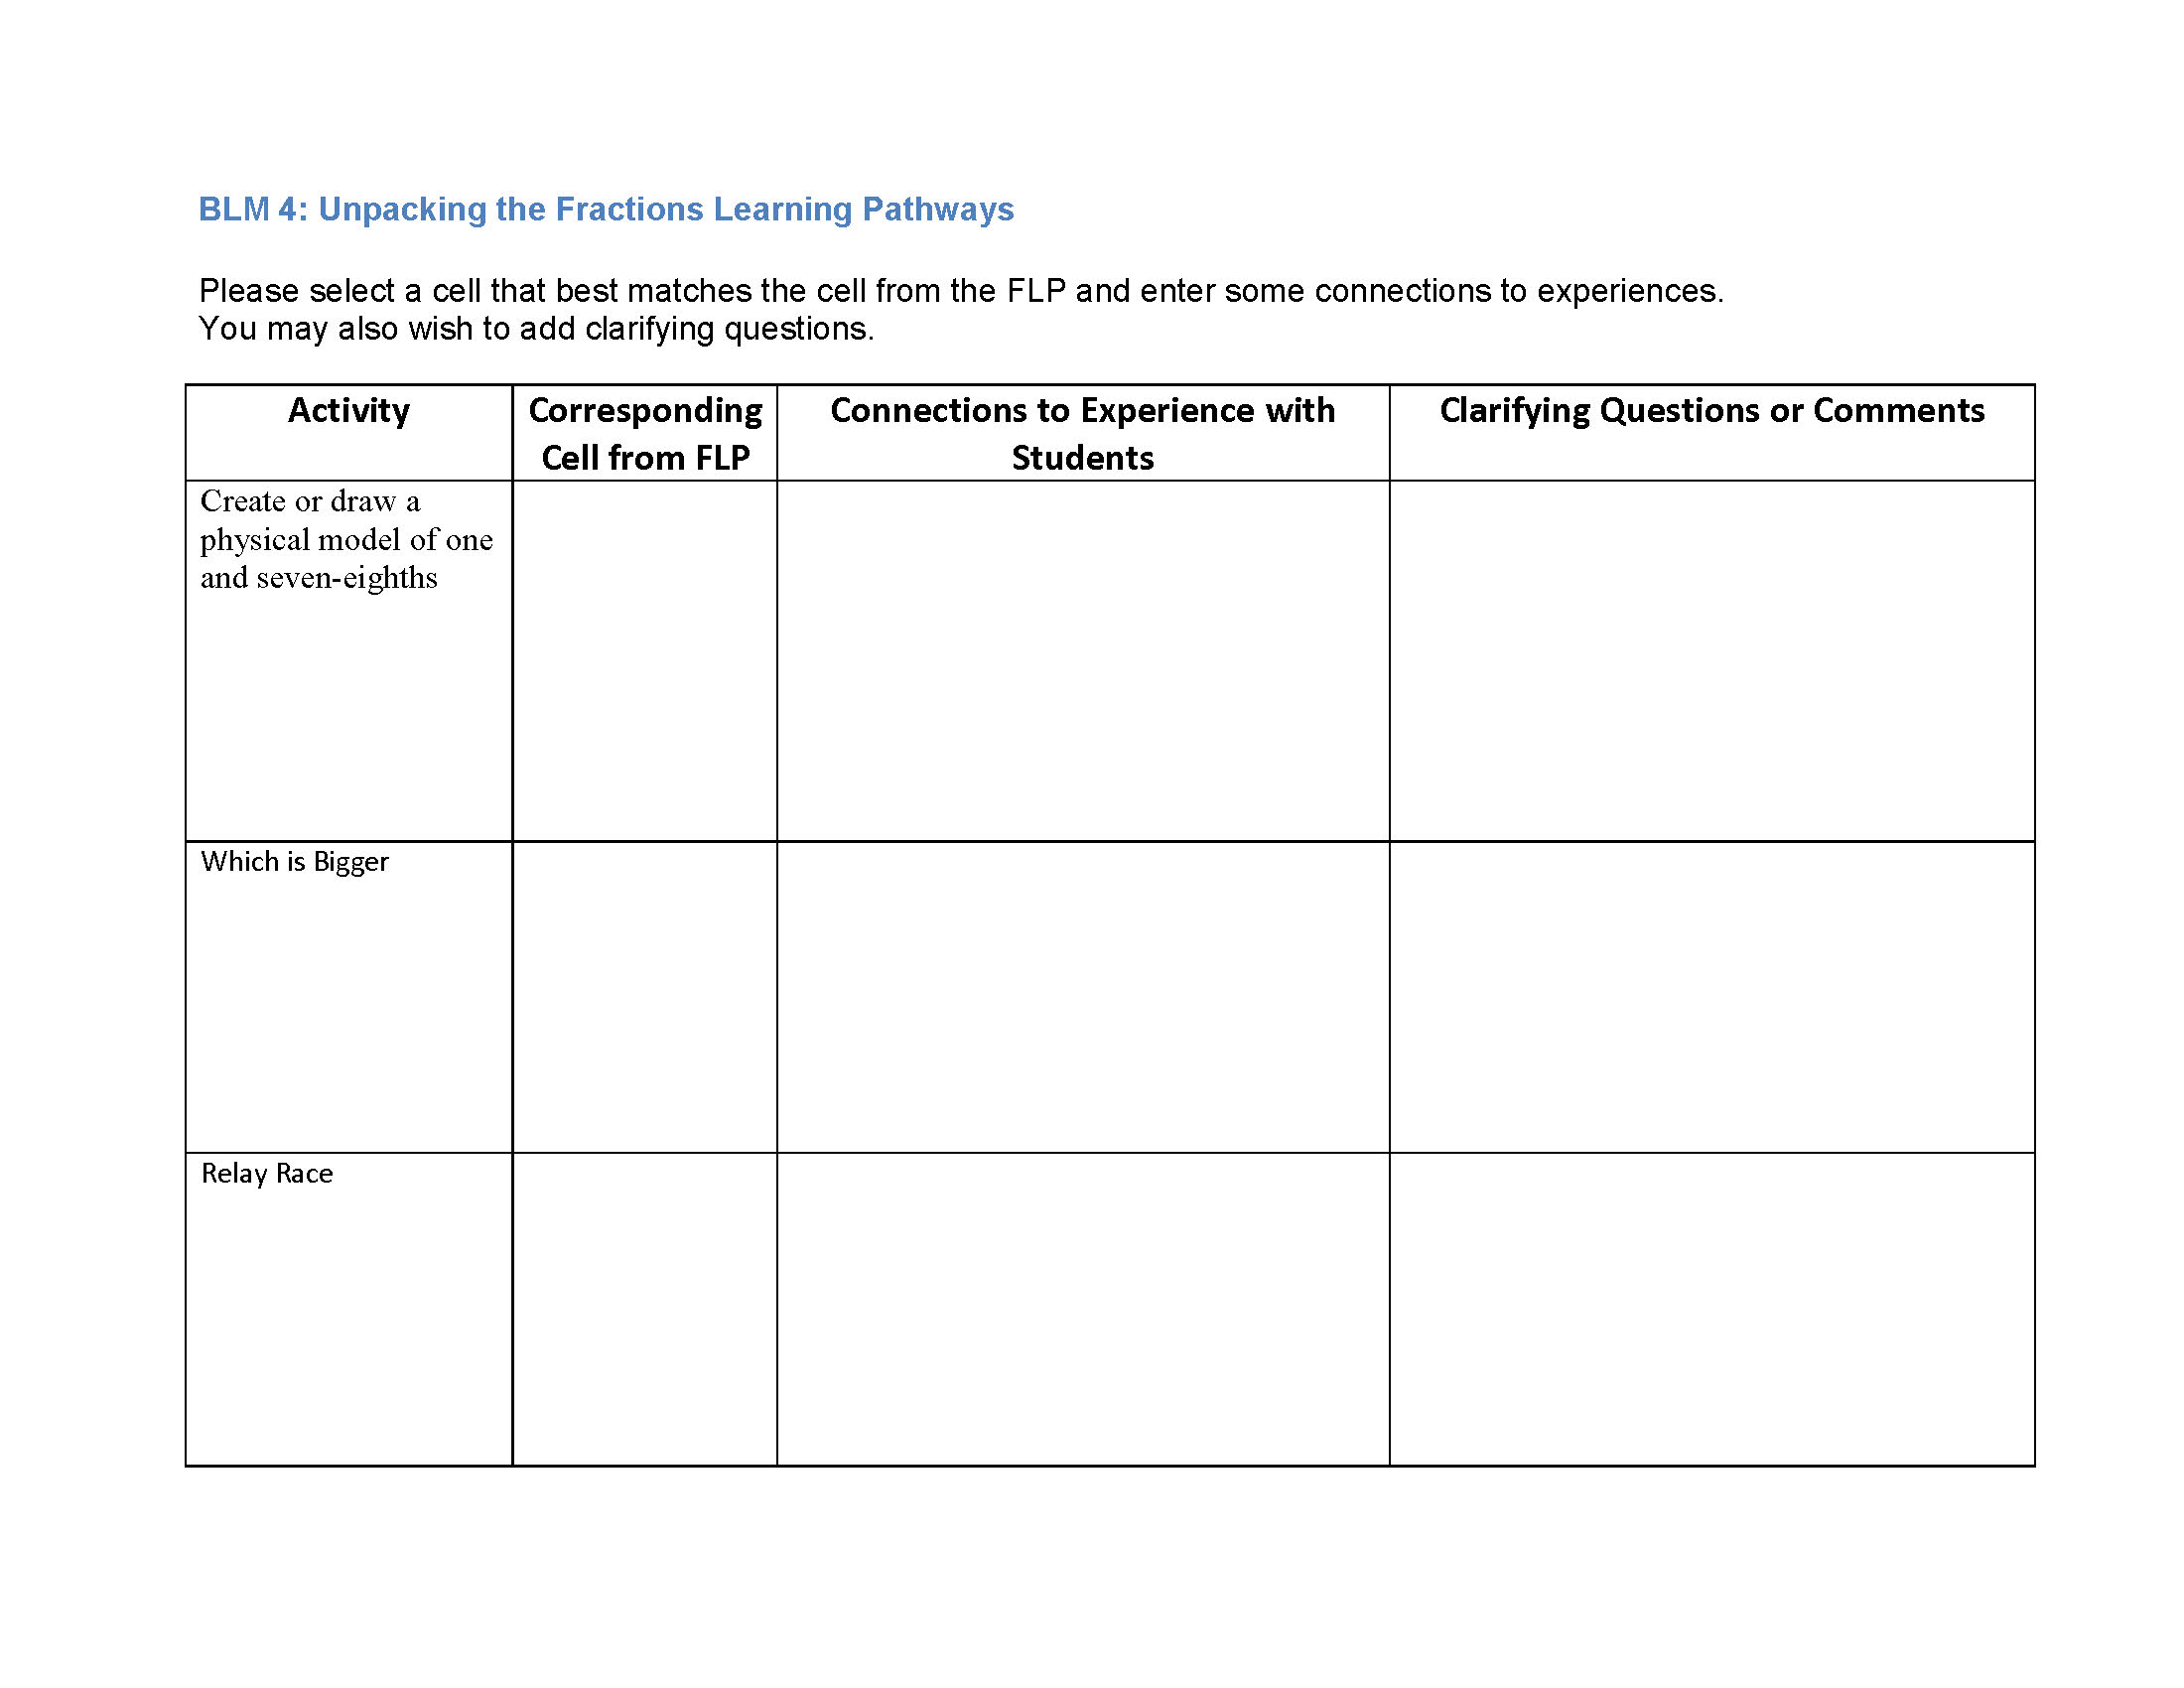 BLM 4: Unpacking the Fractions Learning Pathways
Please select a cell that best matches the cell from the FLP and enter some connections to experiences.
You may also wish to add clarifying questions.
Activity
Corresponding
Cell from FLP
Connections to Experience with
Students
Clarifying Questions or Comments
Create or draw a
physical model of one
and seven-eighths
Which is Bigger
Relay Race